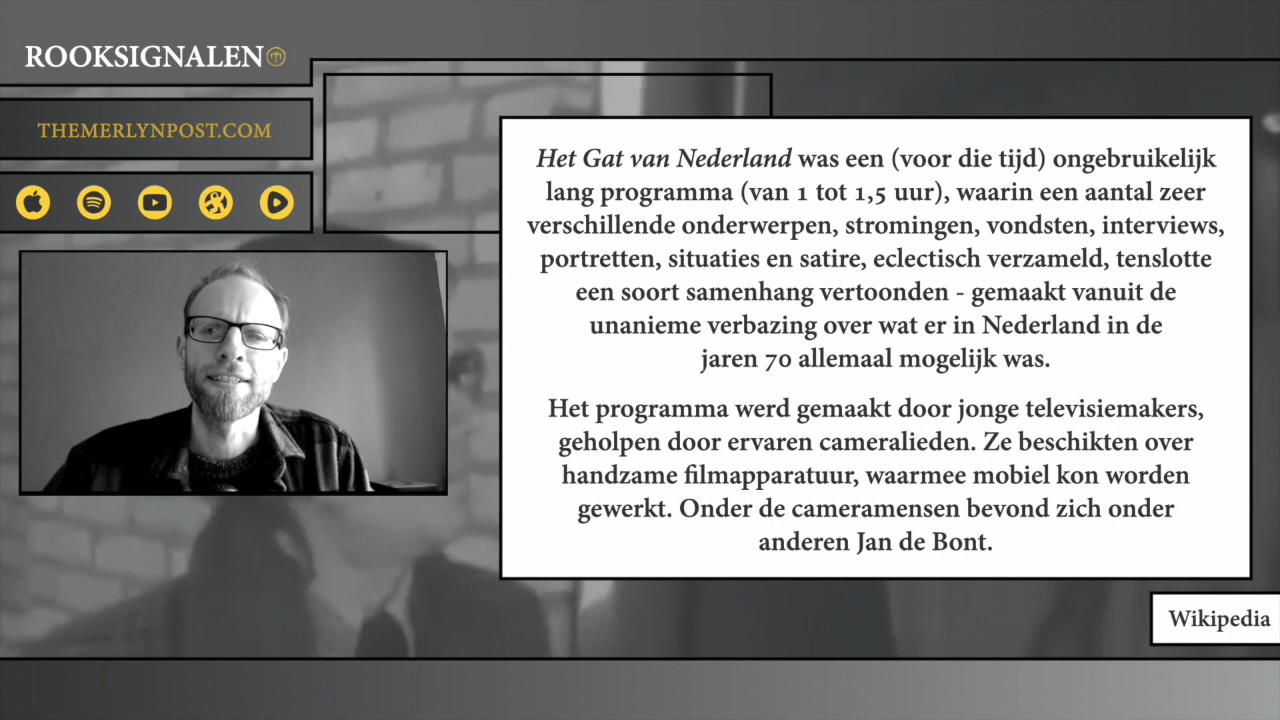 ROOKSIGNALEN
THEMERLYNPOST.COM
Het Gat van Nederland was een (voor die tijd) ongebruikelijk
lang programma (van 1 tot 1,5 uur), waarin een aantal zeer
verschillende onderwerpen, stromingen, vondsten, interviews,
portretten, situaties en satire, eclectisch verzameld, tenslotte
een soort samenhang vertoonden - gemaakt vanuit de
unanieme verbazing over wat er in Nederland in de
jaren 70 allemaal mogelijk was.
Het programma werd gemaakt door jonge televisiemakers,
geholpen door ervaren cameralieden. Ze beschikten over
handzame filmapparatuur, waarmee mobiel kon worden
gewerkt. Onder de cameramensen bevond zich onder
anderen Jan de Bont.
Wikipedia